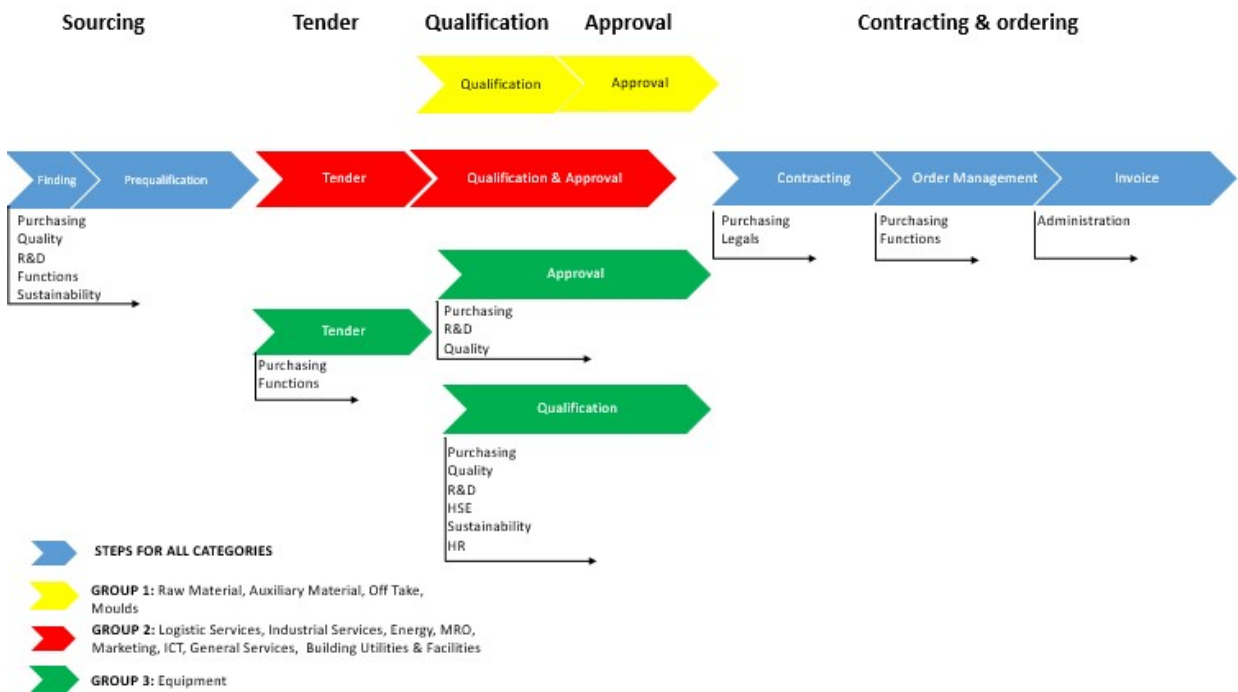 Sourcing
Tender
Qualification
Approval
Contracting & ordering
Qualification
Approval
Finding
Prequalification
Tender
Qualification & Approval
Contracting
Order Management
Invoice
Purchasing
Quality
R&D
Functions
Sustainability
Purchasing
Legals
Purchasing
Functions
Administration
Approval
Purchasing
R&D
Quality
Tender
Purchasing
Functions
Qualification
Purchasing
Quality
R&D
HSE
Sustainability
HR
STEPS FOR ALL CATEGORIES
GROUP 1: Raw Material, Auxiliary Material, Off Take,
Moulds
GROUP 2: Logistic Services, Industrial Services, Energy, MRO,
Marketing, ICT, General Services, Building Utilities & Facilities
GROUP 3: Equipment